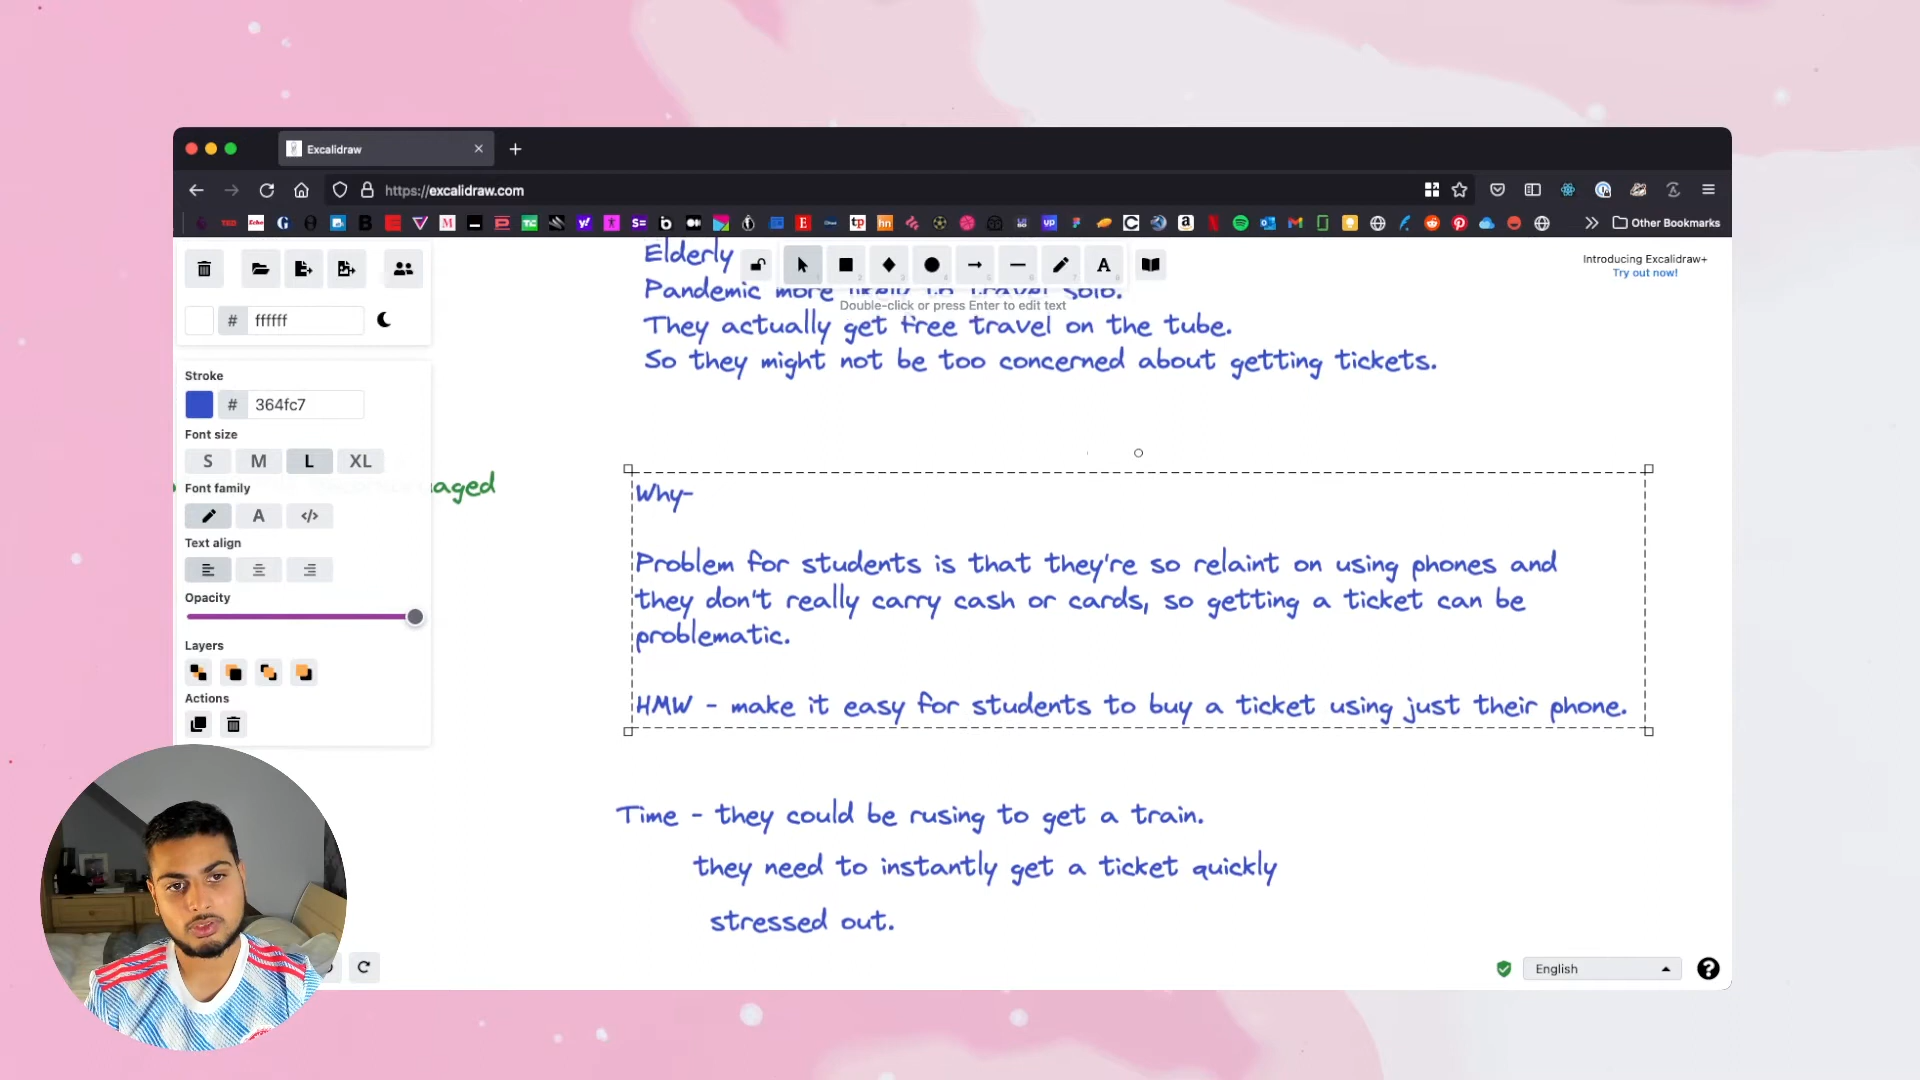 Excalidraw
https://excalidraw.com
Other Bookmarks
Elderly
Pandemic more likely to travel solo.
Double-click or press Enter to edit text
They actually get free travel on the tube.
So they might not be too concerned about getting tickets.
Introducing Excalidraw+
Try out now!
# ffffff
Stroke
# 364fc7
Font size
S M L XL
Font family
A </>
Text align
Opacity
Layers
Actions
aged
Why-
Problem for students is that they're so relaint on using phones and
they don't really carry cash or cards, so getting a ticket can be
problematic.
HMW - make it easy for students to buy a ticket using just their phone.
Time - they could be rusing to get a train.
they need to instantly get a ticket quickly
stressed out.
English